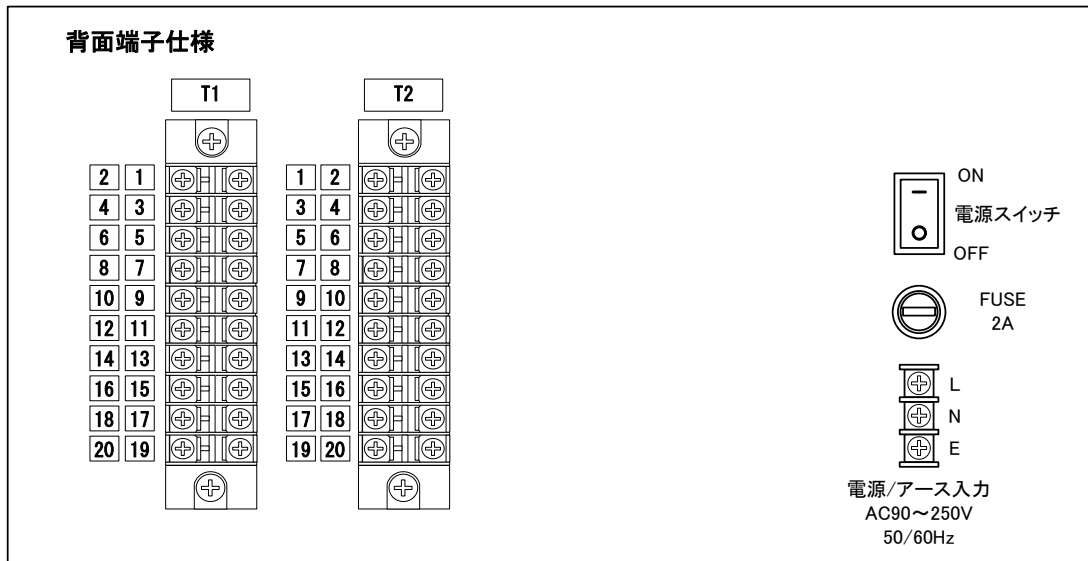 背面端子仕様
T1 T2
2 1 1 2
4 3 3 4
6 5 5 6
8 7 7 8
10 9 9 10
12 11 11 12
14 13 13 14
16 15 15 16
18 17 17 18
20 19 19 20
ON
電源スイッチ
OFF
FUSE
2A
L
N
E
電源/アース入力
AC90～250V
50/60Hz